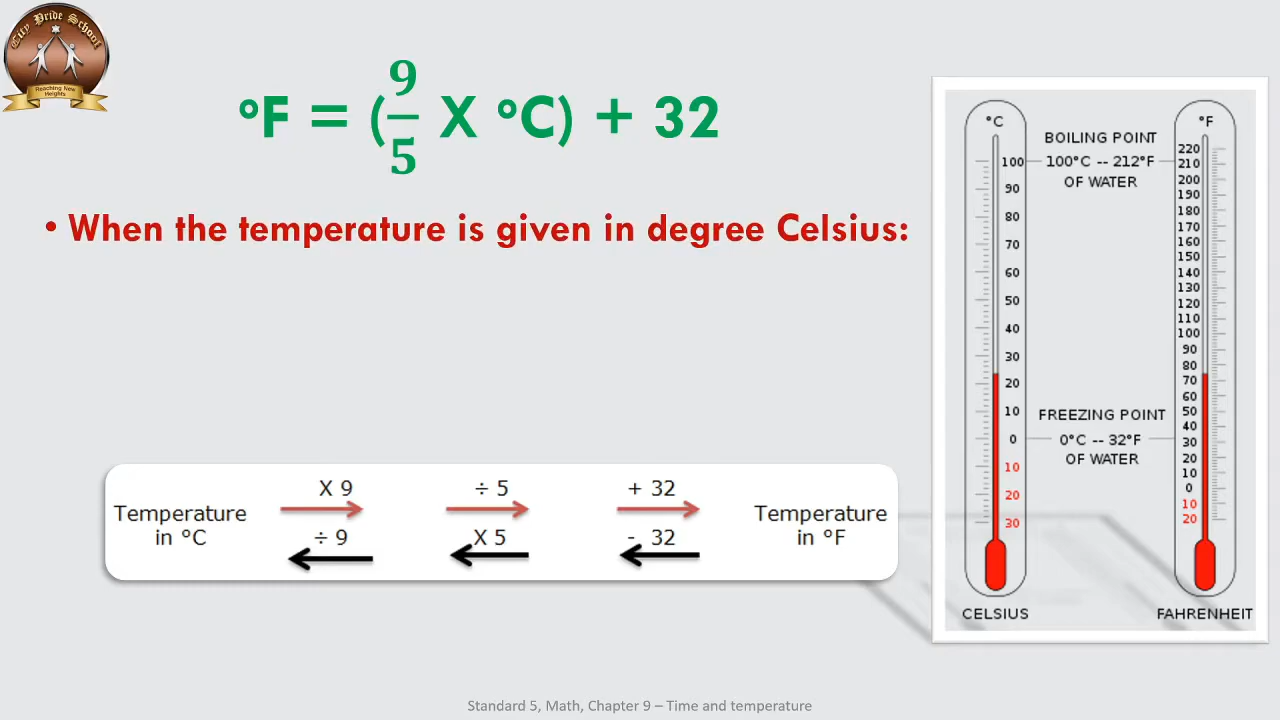 City Pride School
Reaching New
Heights
°F = (9/5 X °C) + 32
• When the temperature is given in degree Celsius:
Temperature
in °C
X 9
÷ 5
+ 32
÷ 9
X 5
- 32
Temperature
in °F
°C
100
90
80
70
60
50
40
30
20
10
0
10
20
30
CELSIUS
BOILING POINT
100°C -- 212°F
OF WATER
FREEZING POINT
0°C -- 32°F
OF WATER
°F
220
210
200
190
180
170
160
150
140
130
120
110
100
90
80
70
60
50
40
30
20
10
0
10
20
FAHRENHEIT
Standard 5, Math, Chapter 9 – Time and temperature